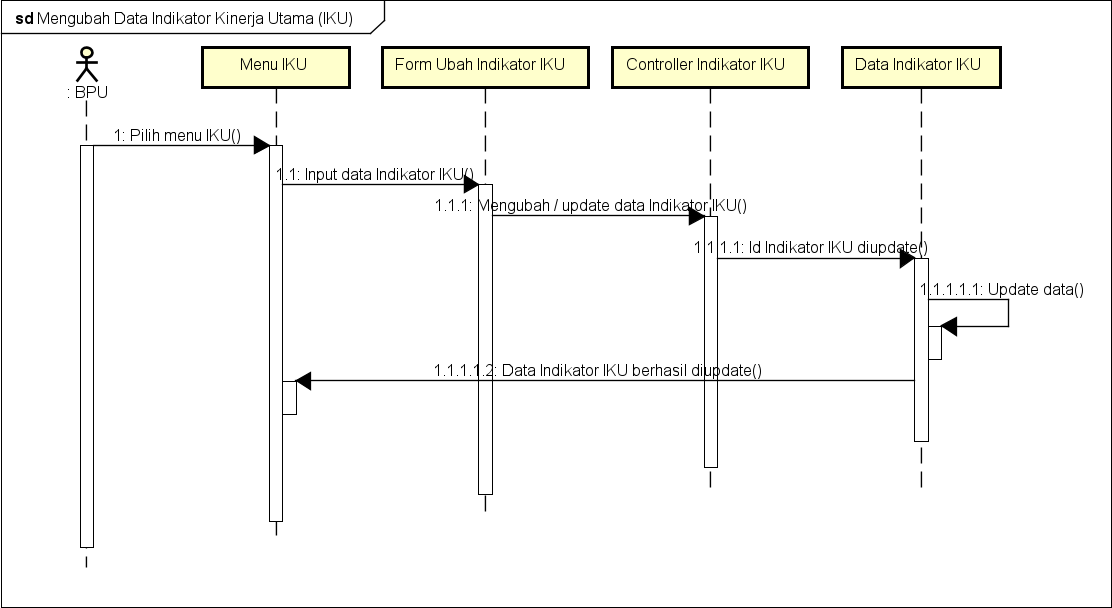 sd Mengubah Data Indikator Kinerja Utama (IKU)
: BPU
Menu IKU
Form Ubah Indikator IKU
Controller Indikator IKU
Data Indikator IKU
1: Pilih menu IKU()
1.1: Input data Indikator IKU()
1.1.1: Mengubah / update data Indikator IKU()
1.1.1.1: Id Indikator IKU diupdate()
1.1.1.1.1: Update data()
1.1.1.1.2: Data Indikator IKU berhasil diupdate()